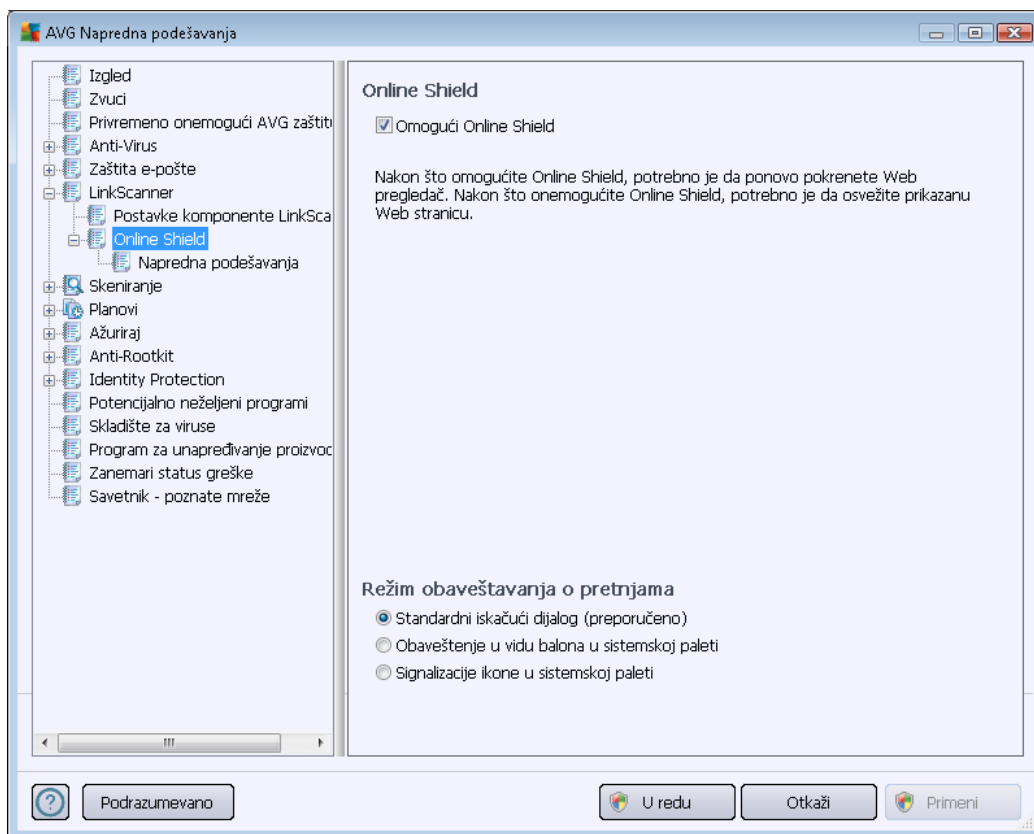 AVG Napredna podešavanja
Izgled
Zvuci
Privremeno onemogući AVG zaštitu
Anti-Virus
Zaštita e-pošte
LinkScanner
Postavke komponente LinkSca
Online Shield
Napredna podešavanja
Skeniranje
Planovi
Ažuriraj
Anti-Rootkit
Identity Protection
Potencijalno neželjeni programi
Skladište za viruse
Program za unapređivanje proizvod
Zanemari status greške
Savetnik - poznate mreže
Online Shield
Omogući Online Shield
Nakon što omogućite Online Shield, potrebno je da ponovo pokrenete Web
pregledač. Nakon što onemogućite Online Shield, potrebno je da osvežite prikazanu
Web stranicu.
Režim obaveštavanja o pretnjama
Standardni iskačući dijalog (preporučeno)
Obaveštenje u vidu balona u sistemskoj paleti
Signalizacije ikone u sistemskoj paleti
Podrazumevano
U redu
Otkaži
Primeni